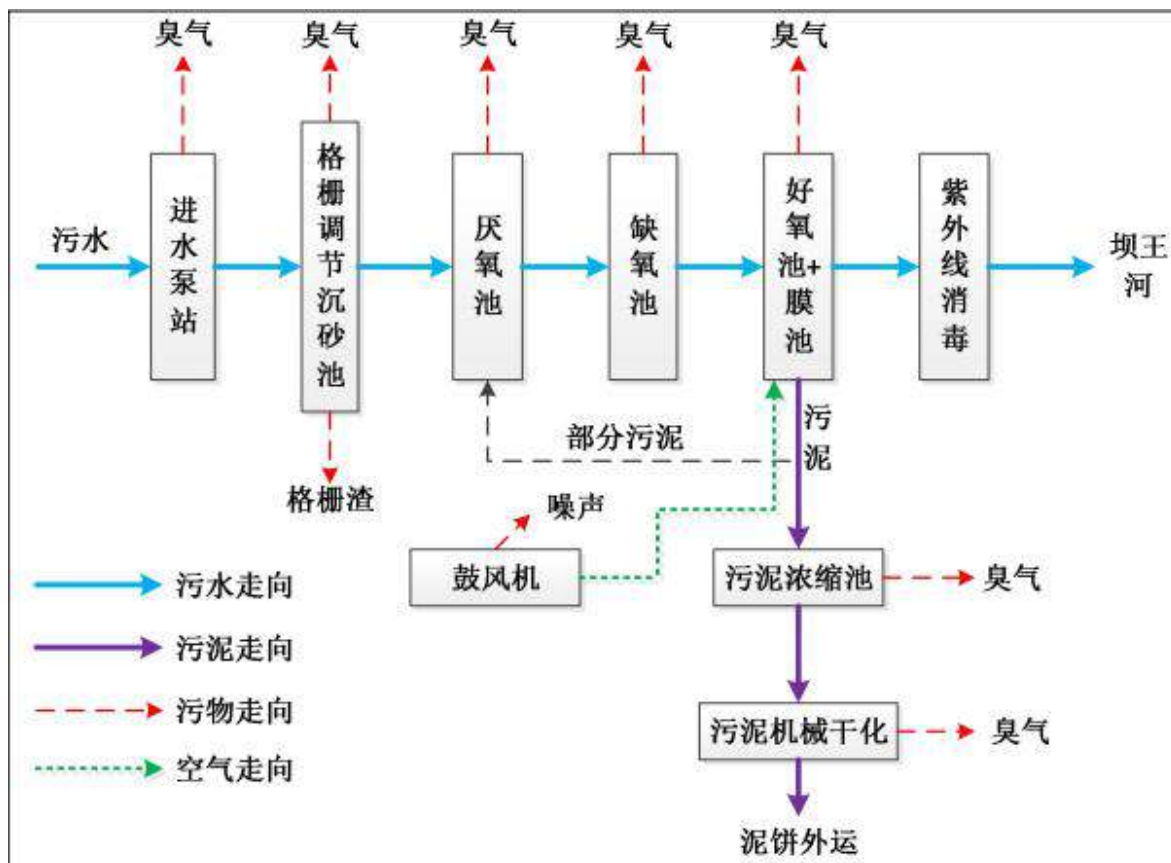 臭气
臭气
臭气
臭气
臭气
污水
进水泵站
格栅调节沉砂池
厌氧池
缺氧池
好氧池+膜池
紫外线消毒
坝王河
部分污泥
污泥
格栅渣
噪声
鼓风机
污泥浓缩池
臭气
污水走向
污泥走向
污物走向
空气走向
污泥机械干化
臭气
泥饼外运